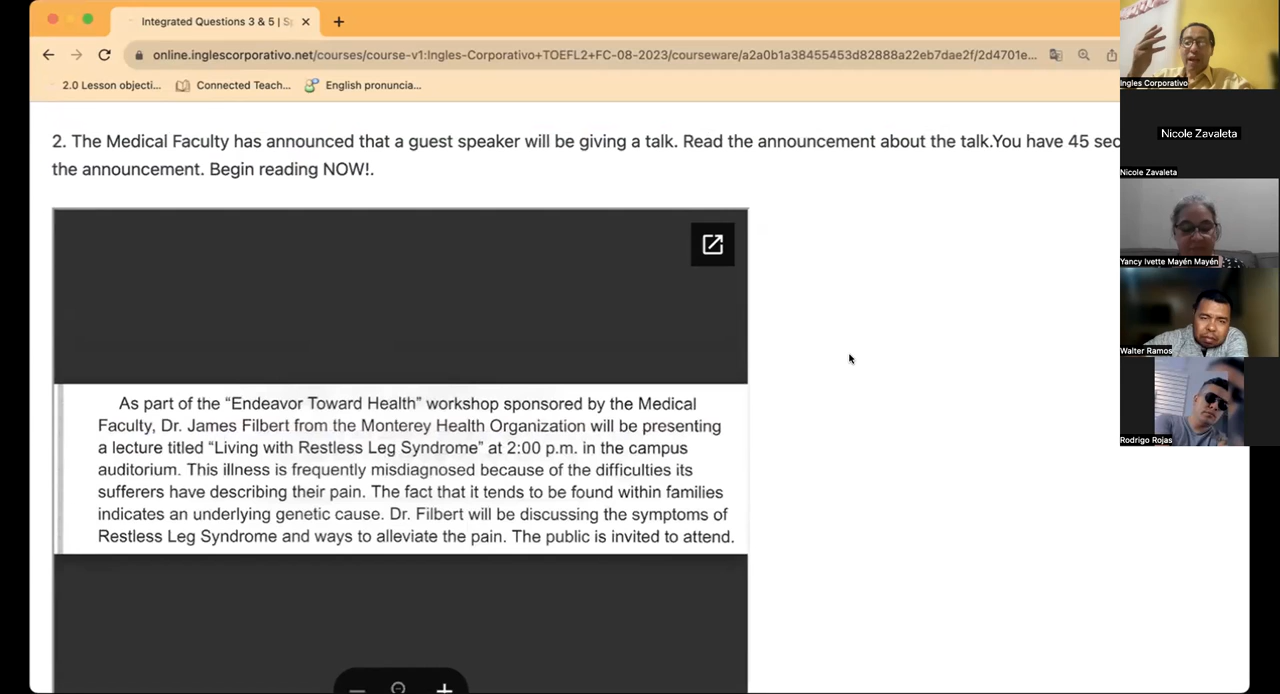 Integrated Questions 3 & 5 | Sp
online.inglescorporativo.net/courses/course-v1:Ingles-Corporativo+TOEFL2+FC-08-2023/courseware/a2a0b1a38455453d82888a22eb7dae2f/2d4701e...
2.0 Lesson objecti... Connected Teach... English pronuncia...
2. The Medical Faculty has announced that a guest speaker will be giving a talk. Read the announcement about the talk.You have 45 sec
the announcement. Begin reading NOW!.
As part of the “Endeavor Toward Health” workshop sponsored by the Medical
Faculty, Dr. James Filbert from the Monterey Health Organization will be presenting
a lecture titled “Living with Restless Leg Syndrome” at 2:00 p.m. in the campus
auditorium. This illness is frequently misdiagnosed because of the difficulties its
sufferers have describing their pain. The fact that it tends to be found within families
indicates an underlying genetic cause. Dr. Filbert will be discussing the symptoms of
Restless Leg Syndrome and ways to alleviate the pain. The public is invited to attend.
Ingles Corporativo
Nicole Zavaleta
Nicole Zavaleta
Yancy Ivette Mayén Mayén
Walter Ramos
Rodrigo Rojas